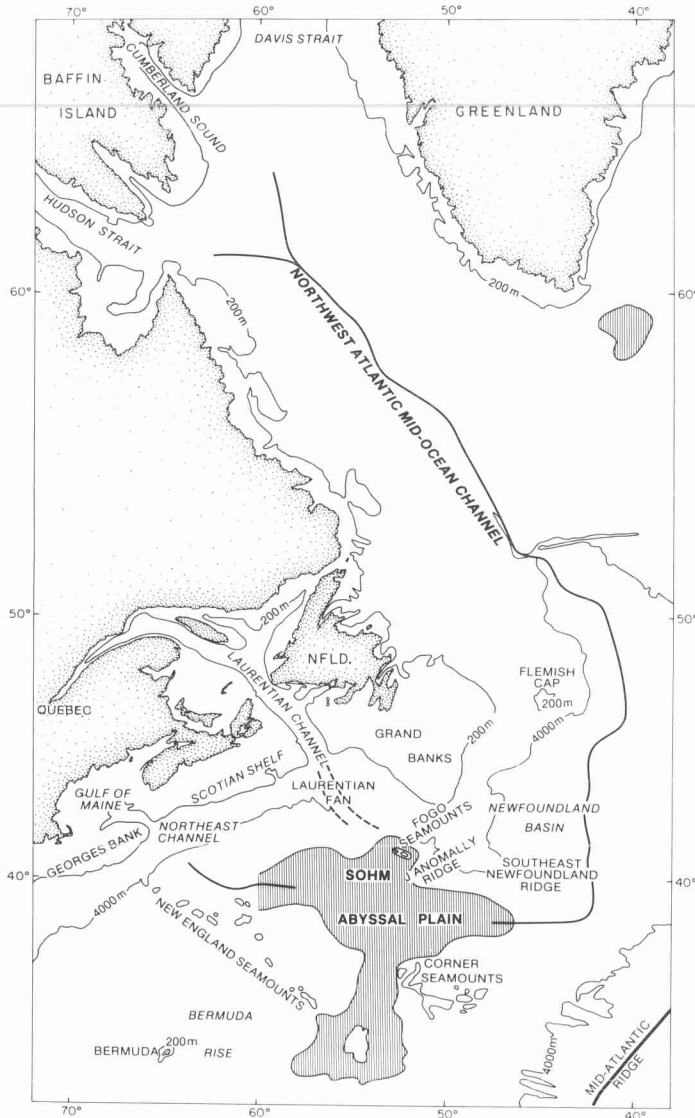 70°
60°
50°
40°
DAVIS STRAIT
BAFFIN
ISLAND
CUMBERLAND SOUND
GREENLAND
HUDSON STRAIT
200m
60°
60°
200m
NORTHWEST ATLANTIC MID-OCEAN CHANNEL
50°
50°
200m
NFLD.
LAURENTIAN CHANNEL
FLEMISH
CAP
200m
QUEBEC
GRAND
BANKS
200m
4000m
SCOTIAN SHELF
GULF OF
MAINE
LAURENTIAN
FAN
NORTHEAST
CHANNEL
GEORGES BANK
FOGO
SEAMOUNTS
NEWFOUNDLAND
BASIN
J ANOMALLY
RIDGE
SOUTHEAST
NEWFOUNDLAND
RIDGE
40°
40°
4000m
SOHM
ABYSSAL PLAIN
NEW ENGLAND SEAMOUNTS
CORNER
SEAMOUNTS
BERMUDA
RISE
BERMUDA
200m
4000m
MID-ATLANTIC
RIDGE
70°
60°
50°
40°